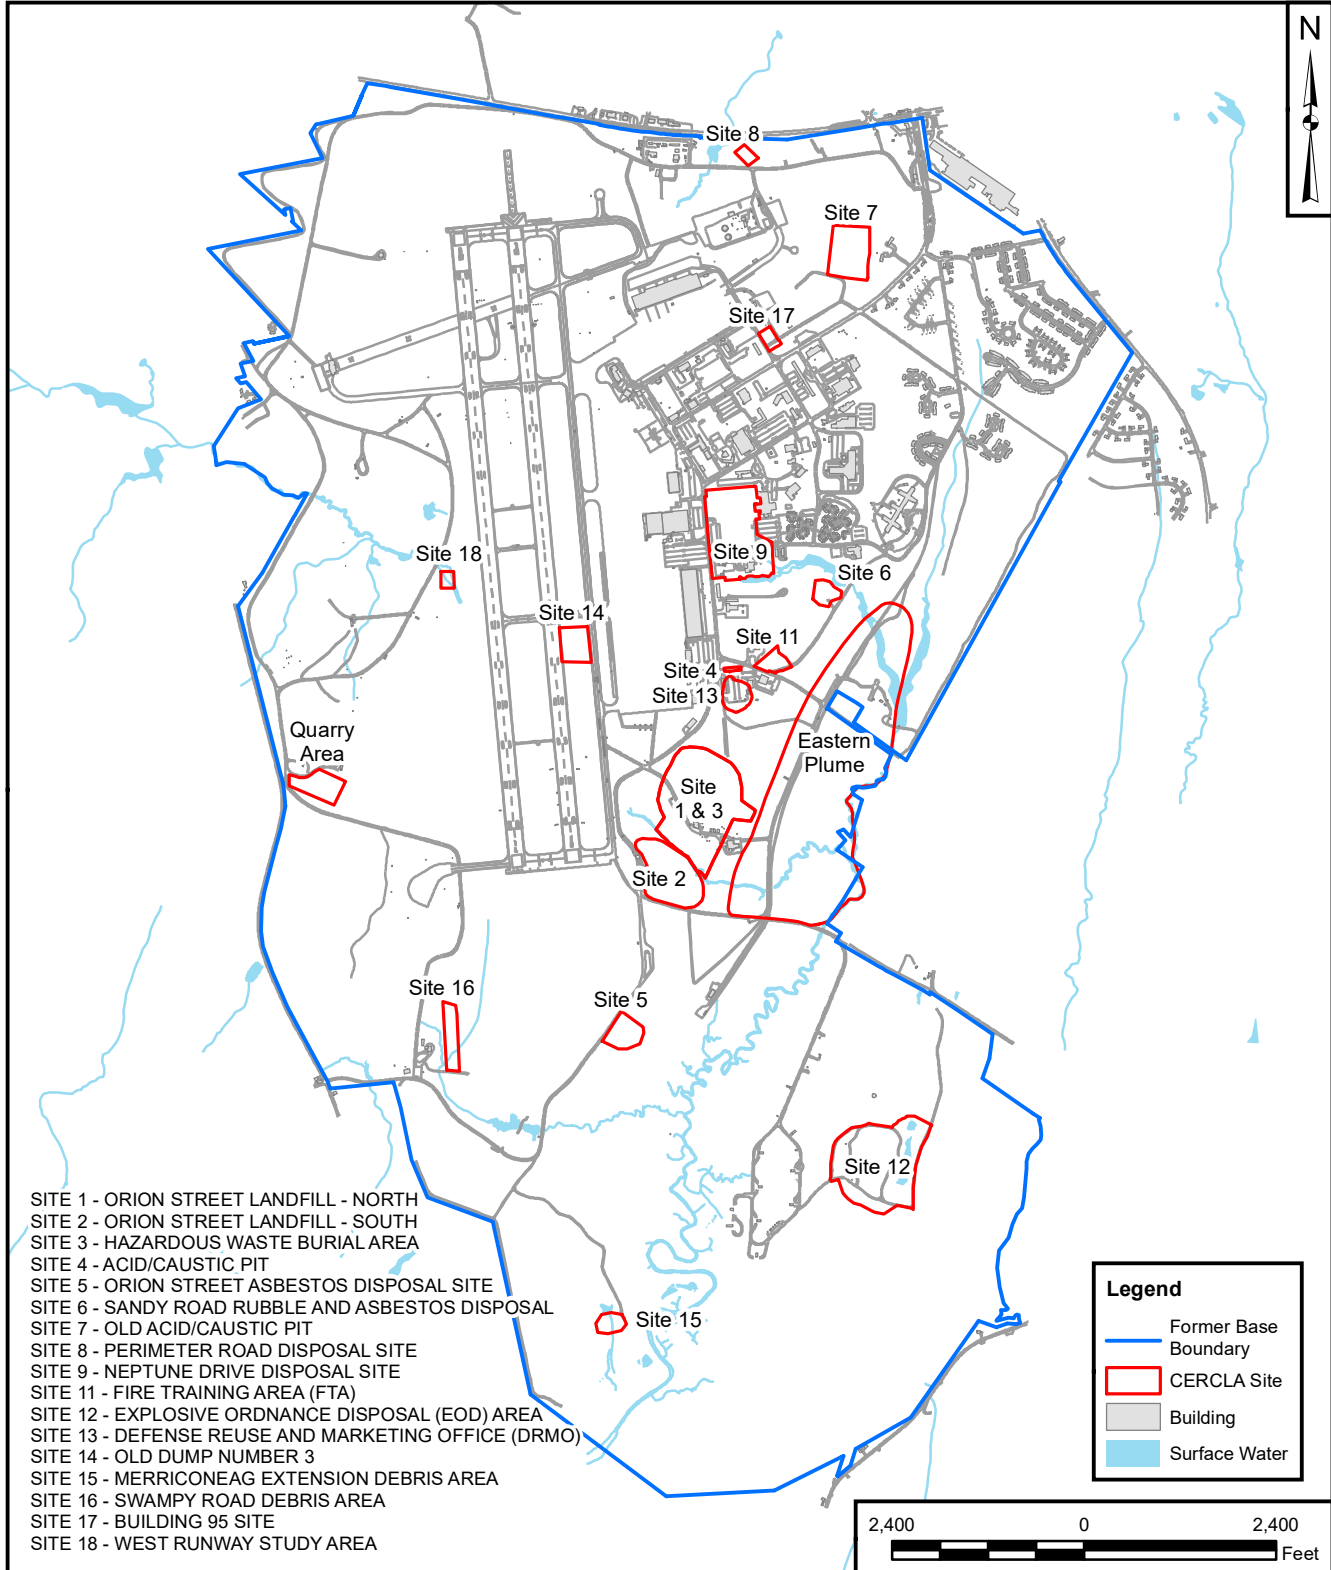 N
Site 8
Site 7
Site 17
Site 9
Site 18
Site 6
Site 14
Site 11
Site 4
Site 13
Quarry
Area
Eastern
Plume
Site
1 & 3
Site 2
Site 16
Site 5
Site 12
Site 15
SITE 1 - ORION STREET LANDFILL - NORTH
SITE 2 - ORION STREET LANDFILL - SOUTH
SITE 3 - HAZARDOUS WASTE BURIAL AREA
SITE 4 - ACID/CAUSTIC PIT
SITE 5 - ORION STREET ASBESTOS DISPOSAL SITE
SITE 6 - SANDY ROAD RUBBLE AND ASBESTOS DISPOSAL
SITE 7 - OLD ACID/CAUSTIC PIT
SITE 8 - PERIMETER ROAD DISPOSAL SITE
SITE 9 - NEPTUNE DRIVE DISPOSAL SITE
SITE 11 - FIRE TRAINING AREA (FTA)
SITE 12 - EXPLOSIVE ORDNANCE DISPOSAL (EOD) AREA
SITE 13 - DEFENSE REUSE AND MARKETING OFFICE (DRMO)
SITE 14 - OLD DUMP NUMBER 3
SITE 15 - MERRICONEAG EXTENSION DEBRIS AREA
SITE 16 - SWAMPY ROAD DEBRIS AREA
SITE 17 - BUILDING 95 SITE
SITE 18 - WEST RUNWAY STUDY AREA
Legend
Former Base
Boundary
CERCLA Site
Building
Surface Water
2,400 0 2,400
Feet